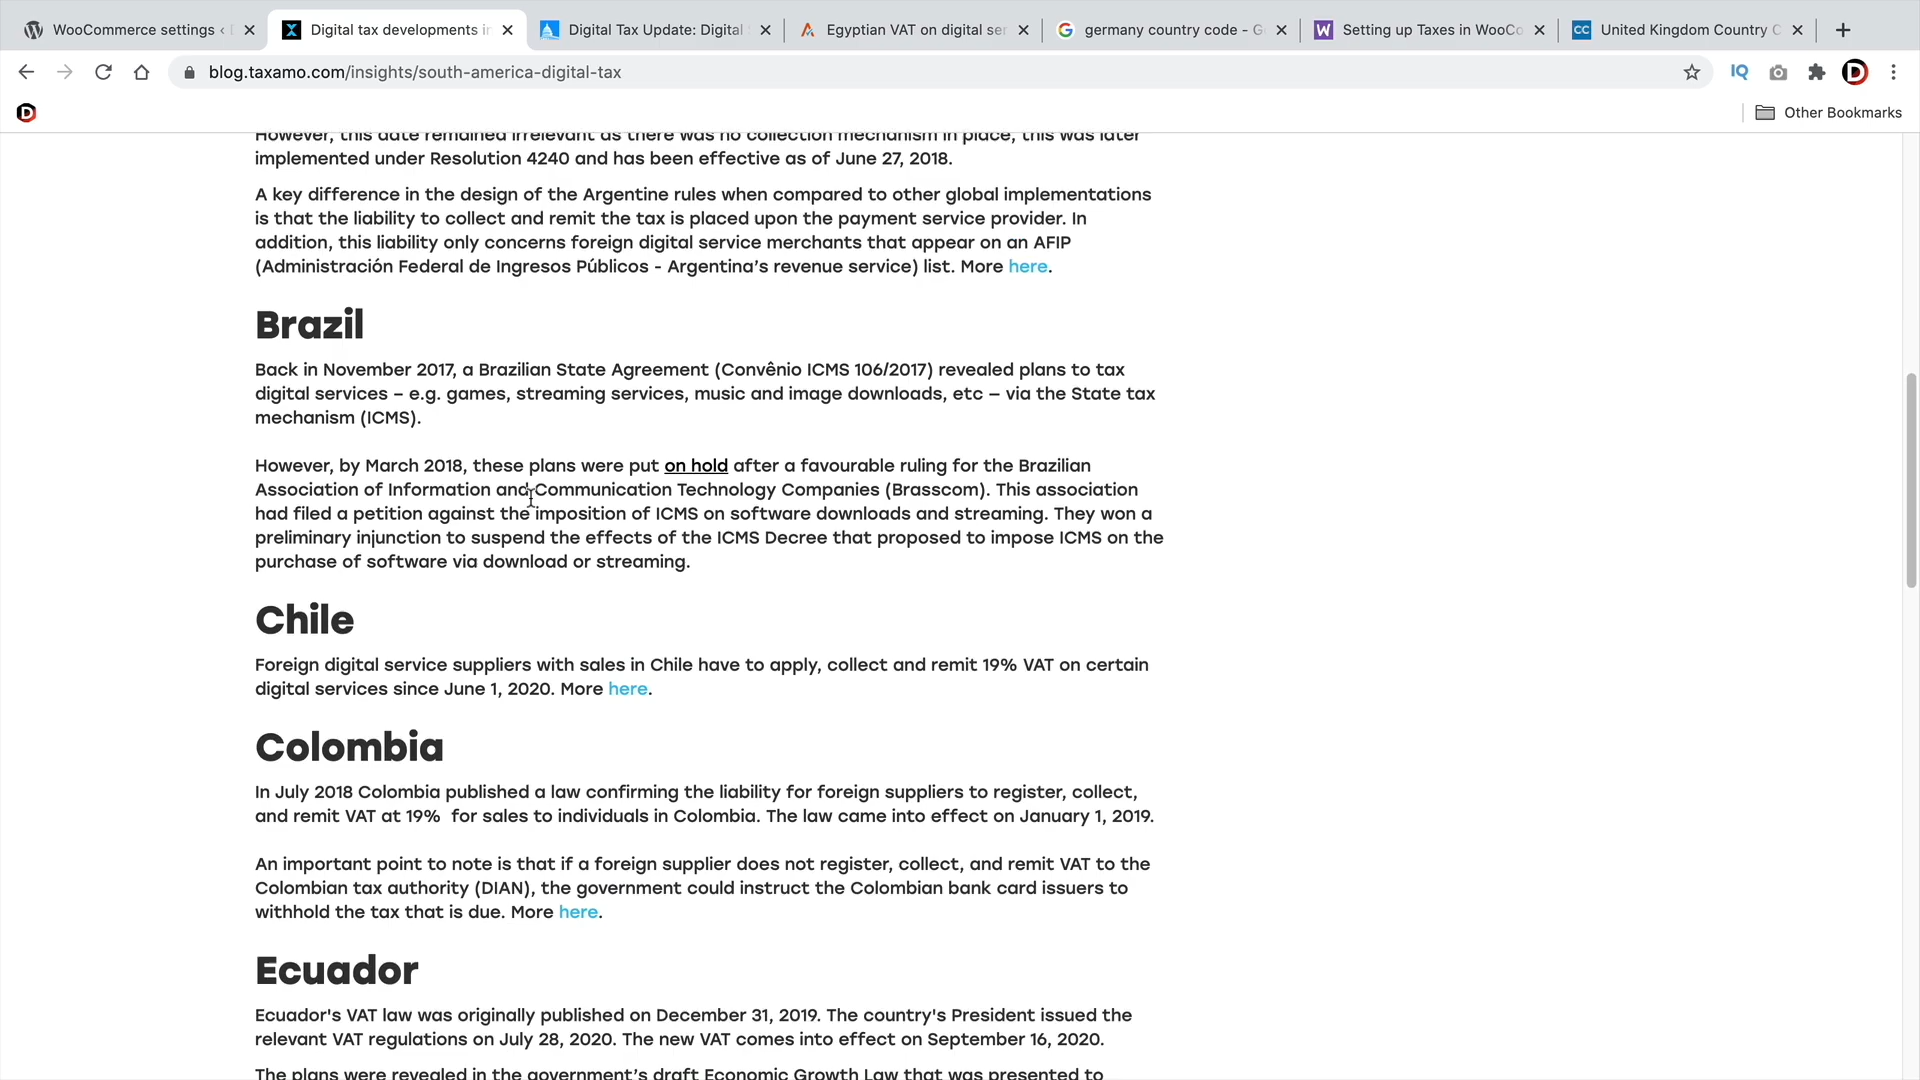 WooCommerce settings ‹
Digital tax developments i
Digital Tax Update: Digital
Egyptian VAT on digital ser
germany country code - G
Setting up Taxes in WooCo
CC
United Kingdom Country C
blog.taxamo.com/insights/south-america-digital-tax
IQ
D
D
Other Bookmarks
However, this date remained irrelevant as there was no collection mechanism in place, this was later
implemented under Resolution 4240 and has been effective as of June 27, 2018.
A key difference in the design of the Argentine rules when compared to other global implementations
is that the liability to collect and remit the tax is placed upon the payment service provider. In
addition, this liability only concerns foreign digital service merchants that appear on an AFIP
(Administración Federal de Ingresos Públicos - Argentina’s revenue service) list. More here.
Brazil
Back in November 2017, a Brazilian State Agreement (Convênio ICMS 106/2017) revealed plans to tax
digital services – e.g. games, streaming services, music and image downloads, etc – via the State tax
mechanism (ICMS).
However, by March 2018, these plans were put on hold after a favourable ruling for the Brazilian
Association of Information and Communication Technology Companies (Brasscom). This association
had filed a petition against the imposition of ICMS on software downloads and streaming. They won a
preliminary injunction to suspend the effects of the ICMS Decree that proposed to impose ICMS on the
purchase of software via download or streaming.
Chile
Foreign digital service suppliers with sales in Chile have to apply, collect and remit 19% VAT on certain
digital services since June 1, 2020. More here.
Colombia
In July 2018 Colombia published a law confirming the liability for foreign suppliers to register, collect,
and remit VAT at 19%  for sales to individuals in Colombia. The law came into effect on January 1, 2019.
An important point to note is that if a foreign supplier does not register, collect, and remit VAT to the
Colombian tax authority (DIAN), the government could instruct the Colombian bank card issuers to
withhold the tax that is due. More here.
Ecuador
Ecuador's VAT law was originally published on December 31, 2019. The country's President issued the
relevant VAT regulations on July 28, 2020. The new VAT comes into effect on September 16, 2020.
The plans were revealed in the government’s draft Economic Growth Law that was presented to